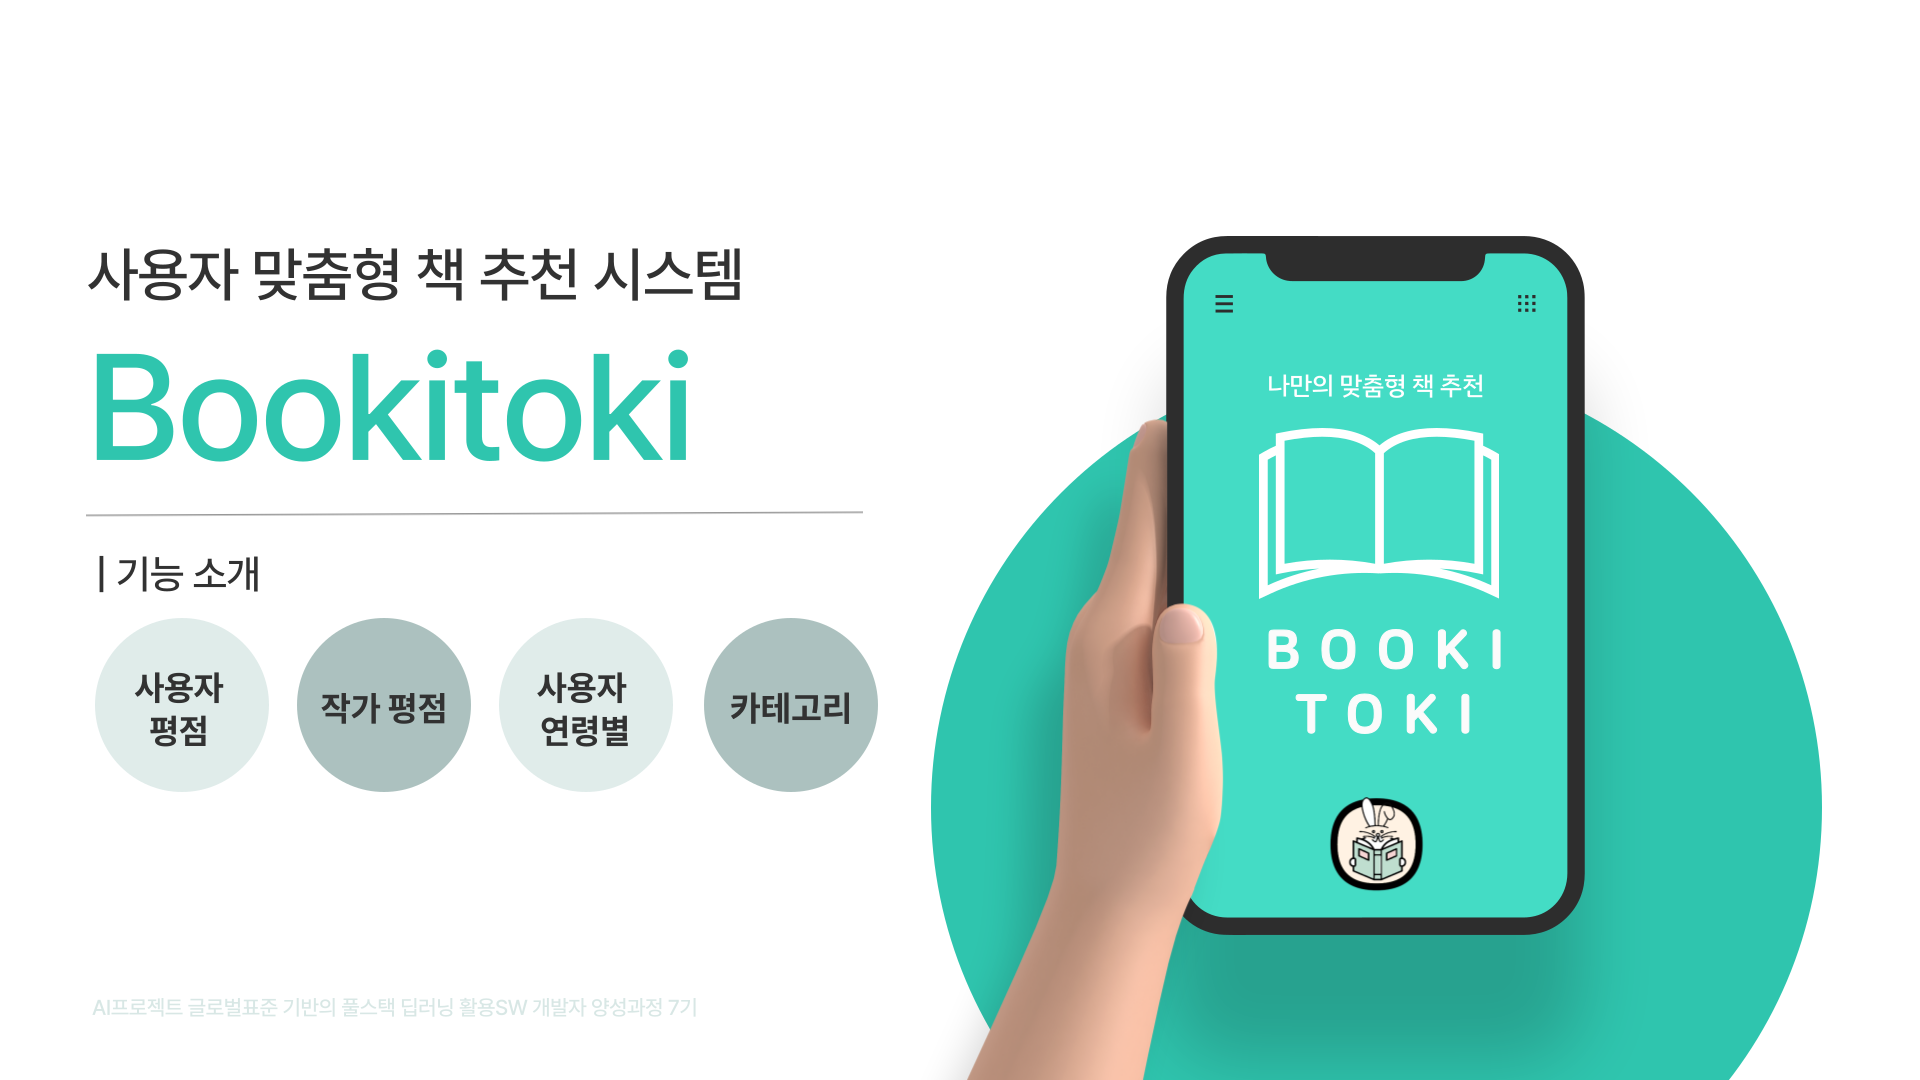 사용자 맞춤형 책 추천 시스템
Bookitoki
| 기능 소개
사용자
평점
작가 평점
사용자
연령별
카테고리
AI프로젝트 글로벌표준 기반의 풀스택 딥러닝 활용SW 개발자 양성과정 7기
나만의 맞춤형 책 추천
BOOKI
TOKI